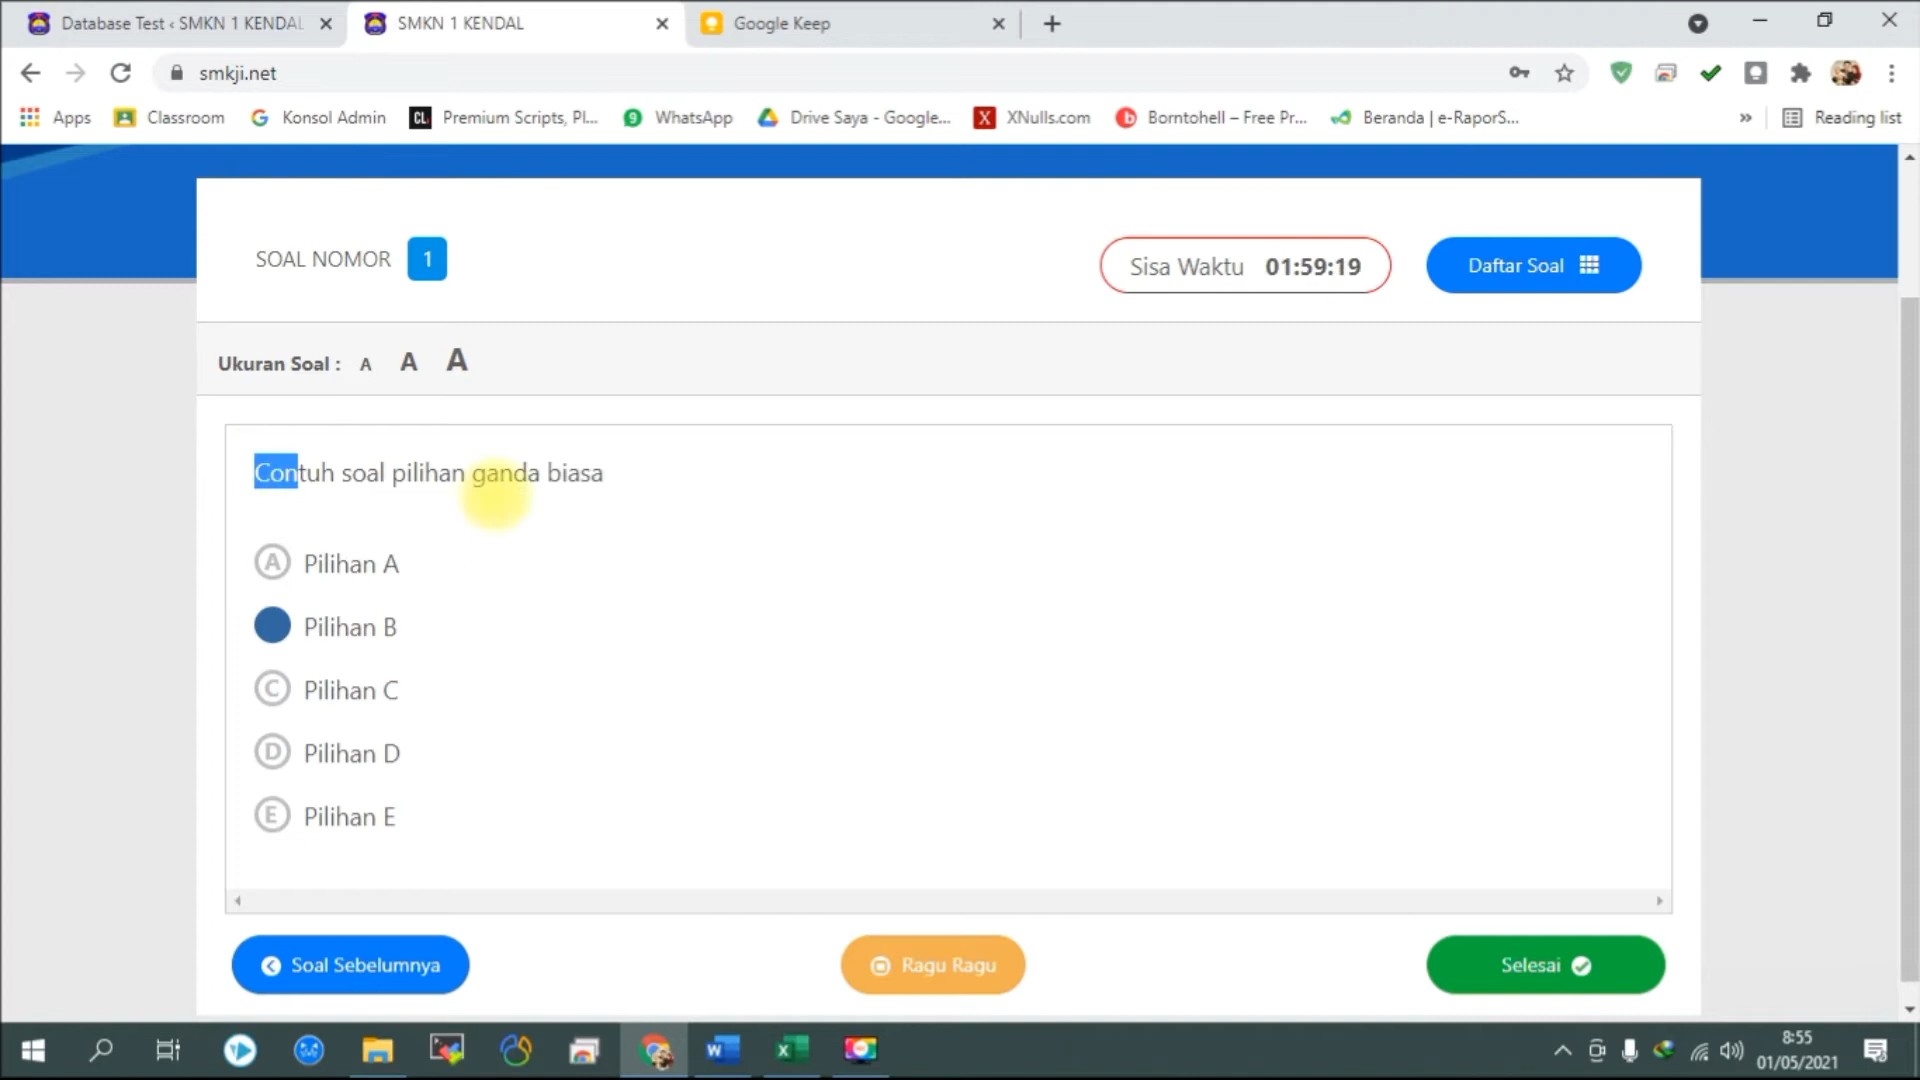 Database Test ‹ SMKN 1 KENDAL
SMKN 1 KENDAL
Google Keep
smkji.net
Apps
Classroom
Konsol Admin
CL
Premium Scripts, Pl...
9
WhatsApp
Drive Saya - Google...
X
XNulls.com
b
Borntohell – Free Pr...
Beranda | e-RaporS...
»
Reading list
SOAL NOMOR 1
Sisa Waktu 01:59:19
Daftar Soal
Ukuran Soal : A A A
Contuh soal pilihan ganda biasa
A Pilihan A
Pilihan B
C Pilihan C
D Pilihan D
E Pilihan E
Soal Sebelumnya
Ragu Ragu
Selesai
8:55
01/05/2021